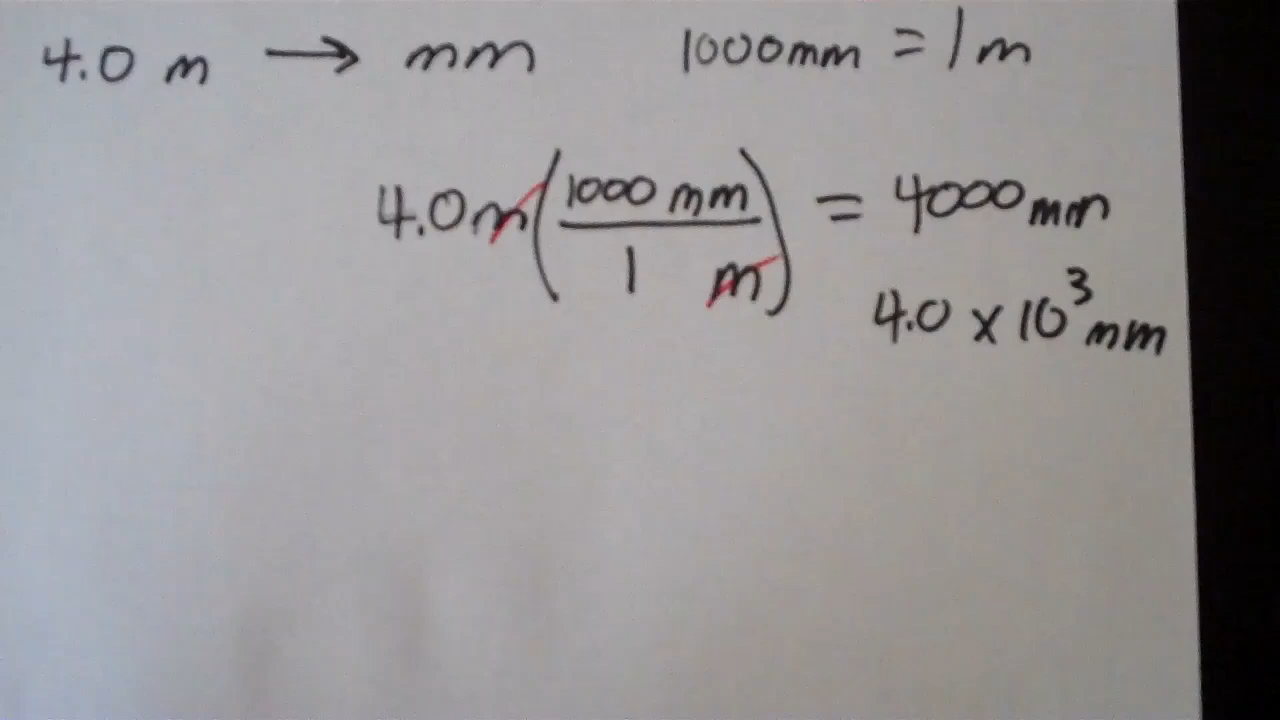 4.0 m → mm 1000mm = 1m
4.0m(1000 mm / 1 m) = 4000mm
4.0 x 10³ mm